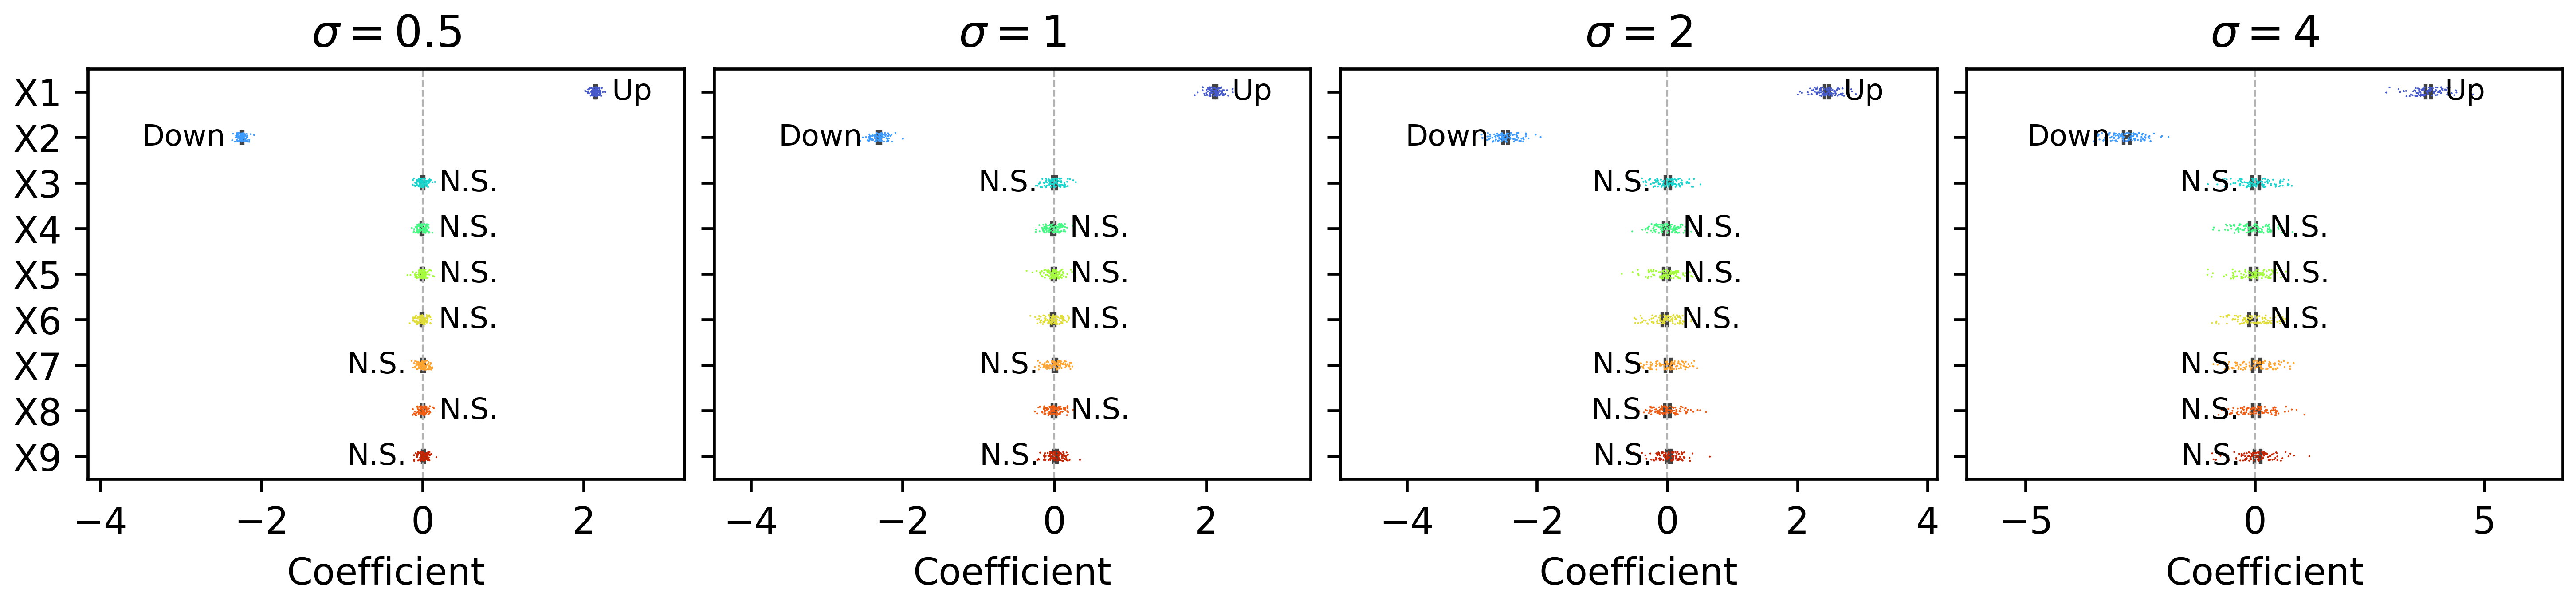 σ = 0.5
σ = 1
σ = 2
σ = 4
X1 Up Up Up Up
X2 Down Down Down Down
X3 N.S. N.S. N.S. N.S.
X4 N.S. N.S. N.S. N.S.
X5 N.S. N.S. N.S. N.S.
X6 N.S. N.S. N.S. N.S.
X7 N.S. N.S. N.S. N.S.
X8 N.S. N.S. N.S. N.S.
X9 N.S. N.S. N.S. N.S.
−4 −2 0 2
−4 −2 0 2
−4 −2 0 2 4
−5 0 5
Coefficient
Coefficient
Coefficient
Coefficient